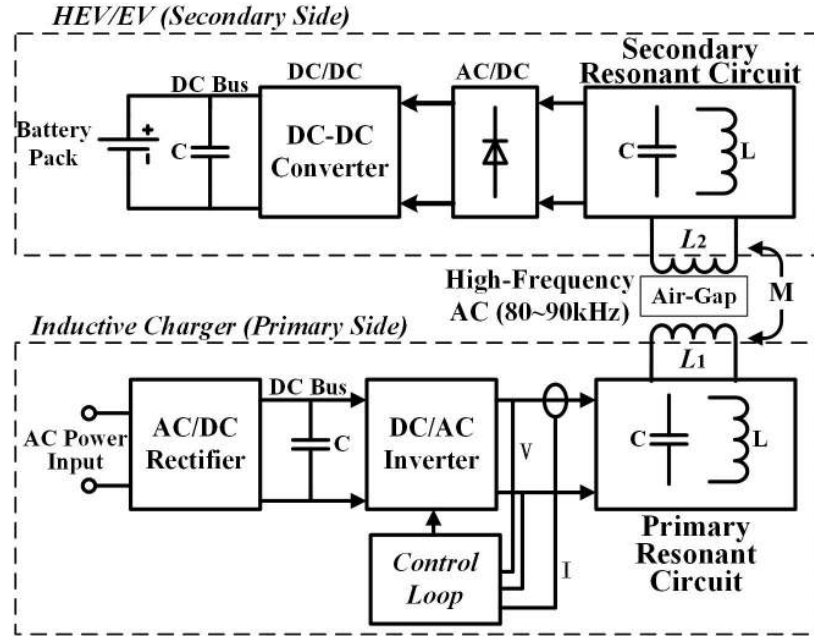 HEV/EV (Secondary Side)
Secondary
Resonant Circuit
DC Bus
DC/DC
AC/DC
Battery
Pack
+
-
C
DC-DC
Converter
C
L
L2
High-Frequency
AC (80~90kHz)
Air-Gap
M
Inductive Charger (Primary Side)
L1
DC Bus
AC Power
Input
AC/DC
Rectifier
C
DC/AC
Inverter
V
C
L
Control
Loop
I
Primary
Resonant
Circuit